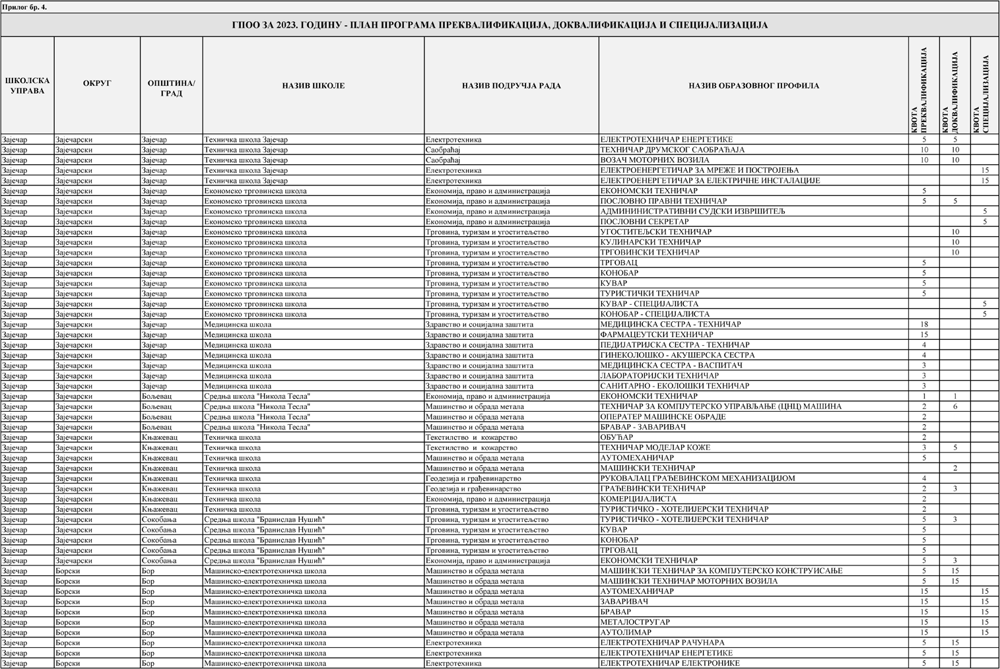 Прилог бр. 4.
ГПОО ЗА 2023. ГОДИНУ - ПЛАН ПРОГРАМА ПРЕКВАЛИФИКАЦИЈА, ДОКВАЛИФИКАЦИЈА И СПЕЦИЈАЛИЗАЦИЈА
ШКОЛСКА УПРАВА ОКРУГ ОПШТИНА/ ГРАД НАЗИВ ШКОЛЕ НАЗИВ ПОДРУЧЈА РАДА НАЗИВ ОБРАЗОВНОГ ПРОФИЛА КВОТА ПРЕКВАЛИФИКАЦИЈА КВОТА ДОКВАЛИФИКАЦИЈА КВОТА СПЕЦИЈАЛИЗАЦИЈА
Зајечар Зајечарски Зајечар Техничка школа Зајечар Електротехника ЕЛЕКТРОТЕХНИЧАР ЕНЕРГЕТИКЕ 5 5
Зајечар Зајечарски Зајечар Техничка школа Зајечар Саобраћај ТЕХНИЧАР ДРУМСКОГ САОБРАЋАЈА 10 10
Зајечар Зајечарски Зајечар Техничка школа Зајечар Саобраћај ВОЗАЧ МОТОРНИХ ВОЗИЛА 10 10
Зајечар Зајечарски Зајечар Техничка школа Зајечар Електротехника ЕЛЕКТРОЕНЕРГЕТИЧАР ЗА МРЕЖЕ И ПОСТРОЈЕЊА 15
Зајечар Зајечарски Зајечар Техничка школа Зајечар Електротехника ЕЛЕКТРОЕНЕРГЕТИЧАР ЗА ЕЛЕКТРИЧНЕ ИНСТАЛАЦИЈЕ 15
Зајечар Зајечарски Зајечар Економско трговинска школа Економија, право и администрација ЕКОНОМСКИ ТЕХНИЧАР 5
Зајечар Зајечарски Зајечар Економско трговинска школа Економија, право и администрација ПОСЛОВНО ПРАВНИ ТЕХНИЧАР 5 5
Зајечар Зајечарски Зајечар Економско трговинска школа Економија, право и администрација АДМИНИНИСТРАТИВНИ СУДСКИ ИЗВРШИТЕЉ 5
Зајечар Зајечарски Зајечар Економско трговинска школа Економија, право и администрација ПОСЛОВНИ СЕКРЕТАР 5
Зајечар Зајечарски Зајечар Економско трговинска школа Трговина, туризам и угоститељство УГОСТИТЕЉСКИ ТЕХНИЧАР 10
Зајечар Зајечарски Зајечар Економско трговинска школа Трговина, туризам и угоститељство КУЛИНАРСКИ ТЕХНИЧАР 10
Зајечар Зајечарски Зајечар Економско трговинска школа Трговина, туризам и угоститељство ТРГОВИНСКИ ТЕХНИЧАР 10
Зајечар Зајечарски Зајечар Економско трговинска школа Трговина, туризам и угоститељство ТРГОВАЦ 5
Зајечар Зајечарски Зајечар Економско трговинска школа Трговина, туризам и угоститељство КОНОБАР 5
Зајечар Зајечарски Зајечар Економско трговинска школа Трговина, туризам и угоститељство КУВАР 5
Зајечар Зајечарски Зајечар Економско трговинска школа Трговина, туризам и угоститељство ТУРИСТИЧКИ ТЕХНИЧАР 5
Зајечар Зајечарски Зајечар Економско трговинска школа Трговина, туризам и угоститељство КУВАР - СПЕЦИЈАЛИСТА 5
Зајечар Зајечарски Зајечар Економско трговинска школа Трговина, туризам и угоститељство КОНОБАР - СПЕЦИЈАЛИСТА 5
Зајечар Зајечарски Зајечар Медицинска школа Здравство и социјална заштита МЕДИЦИНСКА СЕСТРА - ТЕХНИЧАР 18
Зајечар Зајечарски Зајечар Медицинска школа Здравство и социјална заштита ФАРМАЦЕУТСКИ ТЕХНИЧАР 15
Зајечар Зајечарски Зајечар Медицинска школа Здравство и социјална заштита ПЕДИЈАТРИЈСКА СЕСТРА - ТЕХНИЧАР 4
Зајечар Зајечарски Зајечар Медицинска школа Здравство и социјална заштита ГИНЕКОЛОШКО - АКУШЕРСКА СЕСТРА 4
Зајечар Зајечарски Зајечар Медицинска школа Здравство и социјална заштита МЕДИЦИНСКА СЕСТРА - ВАСПИТАЧ 3
Зајечар Зајечарски Зајечар Медицинска школа Здравство и социјална заштита ЛАБОРАТОРИЈСКИ ТЕХНИЧАР 3
Зајечар Зајечарски Зајечар Медицинска школа Здравство и социјална заштита САНИТАРНО - ЕКОЛОШКИ ТЕХНИЧАР 3
Зајечар Зајечарски Бољевац Средња школа "Никола Тесла" Економија, право и администрација ЕКОНОМСКИ ТЕХНИЧАР 1 1
Зајечар Зајечарски Бољевац Средња школа "Никола Тесла" Машинство и обрада метала ТЕХНИЧАР ЗА КОМПЈУТЕРСКО УПРАВЉАЊЕ (ЦНЦ) МАШИНА 2 6
Зајечар Зајечарски Бољевац Средња школа "Никола Тесла" Машинство и обрада метала ОПЕРАТЕР МАШИНСКЕ ОБРАДЕ 2
Зајечар Зајечарски Бољевац Средња школа "Никола Тесла" Машинство и обрада метала БРАВАР - ЗАВАРИВАЧ 2
Зајечар Зајечарски Књажевац Техничка школа Текстилство и кожарство ОБУЋАР 2
Зајечар Зајечарски Књажевац Техничка школа Текстилство и кожарство ТЕХНИЧАР МОДЕЛАР КОЖЕ 3 5
Зајечар Зајечарски Књажевац Техничка школа Машинство и обрада метала АУТОМЕХАНИЧАР 5
Зајечар Зајечарски Књажевац Техничка школа Машинство и обрада метала МАШИНСКИ ТЕХНИЧАР 2
Зајечар Зајечарски Књажевац Техничка школа Геодезија и грађевинарство РУКОВАЛАЦ ГРАЂЕВИНСКОМ МЕХАНИЗАЦИЈОМ 4
Зајечар Зајечарски Књажевац Техничка школа Геодезија и грађевинарство ГРАЂЕВИНСКИ ТЕХНИЧАР 2 3
Зајечар Зајечарски Књажевац Техничка школа Економија, право и администрација КОМЕРЦИЈАЛИСТА 2
Зајечар Зајечарски Књажевац Техничка школа Трговина, туризам и угоститељство ТУРИСТИЧКО - ХОТЕЛИЈЕРСКИ ТЕХНИЧАР 2
Зајечар Зајечарски Сокобања Средња школа "Бранислав Нушић" Трговина, туризам и угоститељство ТУРИСТИЧКО - ХОТЕЛИЈЕРСКИ ТЕХНИЧАР 5 3
Зајечар Зајечарски Сокобања Средња школа "Бранислав Нушић" Трговина, туризам и угоститељство КУВАР 5
Зајечар Зајечарски Сокобања Средња школа "Бранислав Нушић" Трговина, туризам и угоститељство КОНОБАР 5
Зајечар Зајечарски Сокобања Средња школа "Бранислав Нушић" Трговина, туризам и угоститељство ТРГОВАЦ 5
Зајечар Зајечарски Сокобања Средња школа "Бранислав Нушић" Економија, право и администрација ЕКОНОМСКИ ТЕХНИЧАР 5 3
Зајечар Борски Бор Машинско-електротехничка школа Машинство и обрада метала МАШИНСКИ ТЕХНИЧАР ЗА КОМПЈУТЕРСКО КОНСТРУИСАЊЕ 5 15
Зајечар Борски Бор Машинско-електротехничка школа Машинство и обрада метала МАШИНСКИ ТЕХНИЧАР МОТОРНИХ ВОЗИЛА 5 15
Зајечар Борски Бор Машинско-електротехничка школа Машинство и обрада метала АУТОМЕХАНИЧАР 15 15
Зајечар Борски Бор Машинско-електротехничка школа Машинство и обрада метала ЗАВАРИВАЧ 15 15
Зајечар Борски Бор Машинско-електротехничка школа Машинство и обрада метала БРАВАР 15 15
Зајечар Борски Бор Машинско-електротехничка школа Машинство и обрада метала МЕТАЛОСТРУГАР 15 15
Зајечар Борски Бор Машинско-електротехничка школа Машинство и обрада метала АУТОЛИМАР 15 15
Зајечар Борски Бор Машинско-електротехничка школа Електротехника ЕЛЕКТРОТЕХНИЧАР РАЧУНАРА 5 15
Зајечар Борски Бор Машинско-електротехничка школа Електротехника ЕЛЕКТРОТЕХНИЧАР ЕНЕРГЕТИКЕ 5 15
Зајечар Борски Бор Машинско-електротехничка школа Електротехника ЕЛЕКТРОТЕХНИЧАР ЕЛЕКТРОНИКЕ 5 15